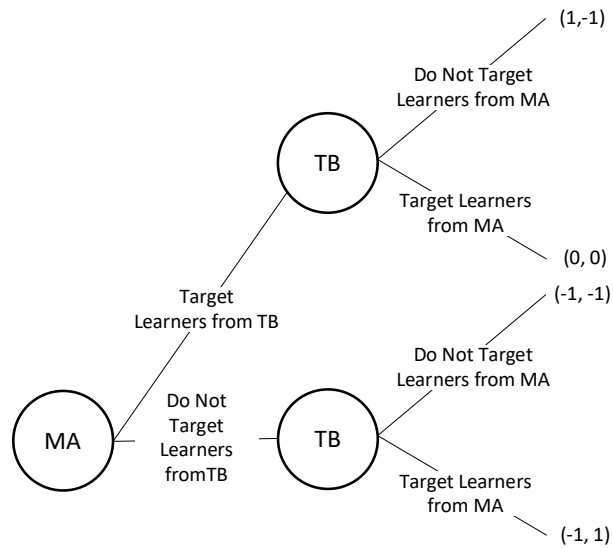 (1,-1)
Do Not Target
Learners from MA
TB
Target Learners
from MA
(0, 0)
Target
Learners from TB
(-1, -1)
Do Not Target
Learners from MA
MA
Do Not
Target
Learners
fromTB
TB
Target Learners
from MA
(-1, 1)